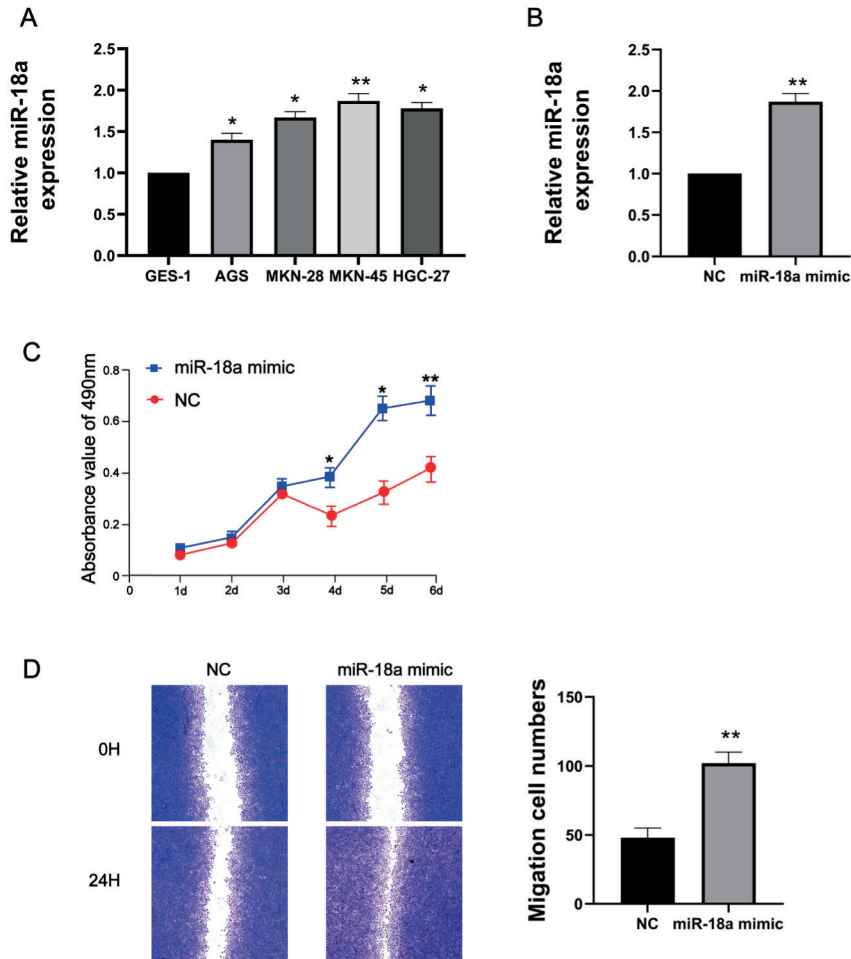 A
Relative miR-18a
expression
2.5
2.0
1.5
1.0
0.5
0.0
*
*
**
*
GES-1 AGS MKN-28 MKN-45 HGC-27
B
Relative miR-18a
expression
2.5
2.0
1.5
1.0
0.5
0.0
**
NC miR-18a mimic
C
Absorbance value of 490nm
0.8
0.6
0.4
0.2
0
miR-18a mimic
NC
*
*
**
0 1d 2d 3d 4d 5d 6d
D
NC miR-18a mimic
0H
24H
Migation cell numbers
150
100
50
0
**
NC miR-18a mimic